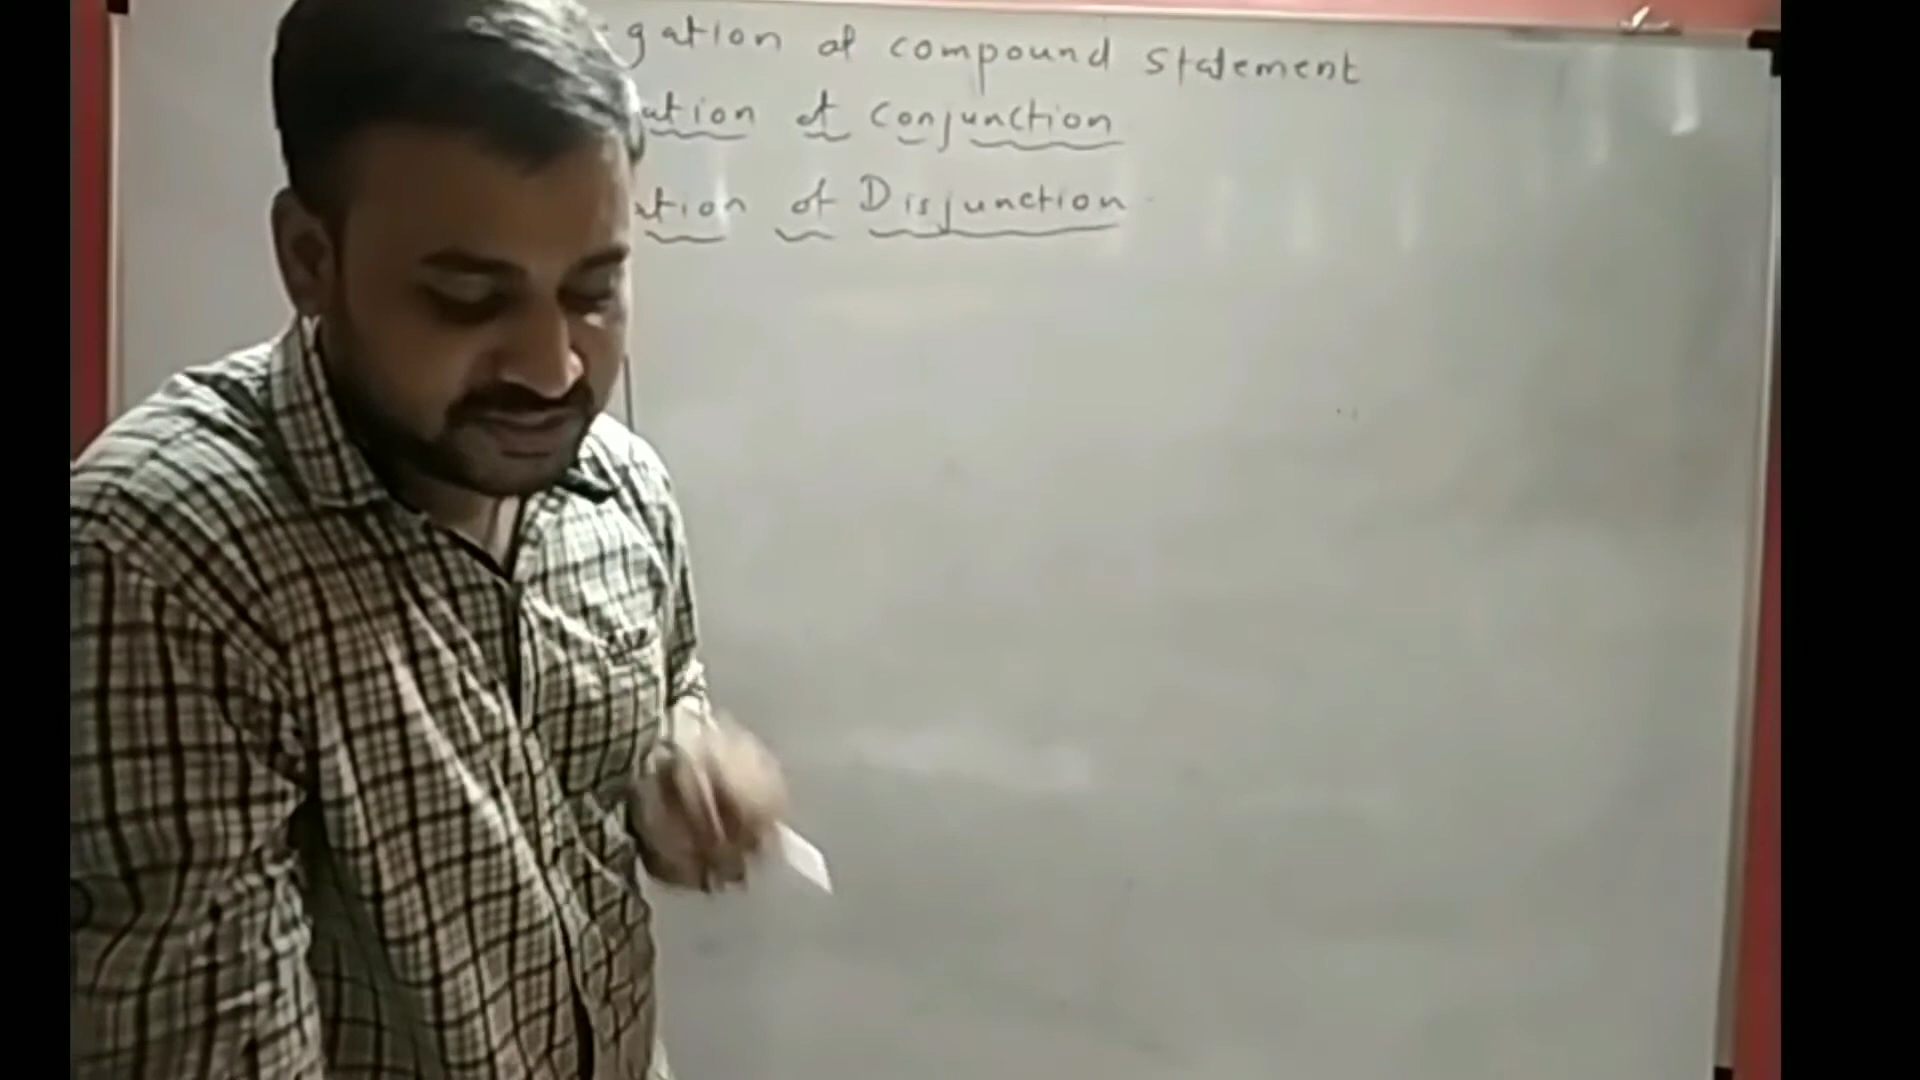 gation of compound statement
ation of Conjunction
ation of Disjunction